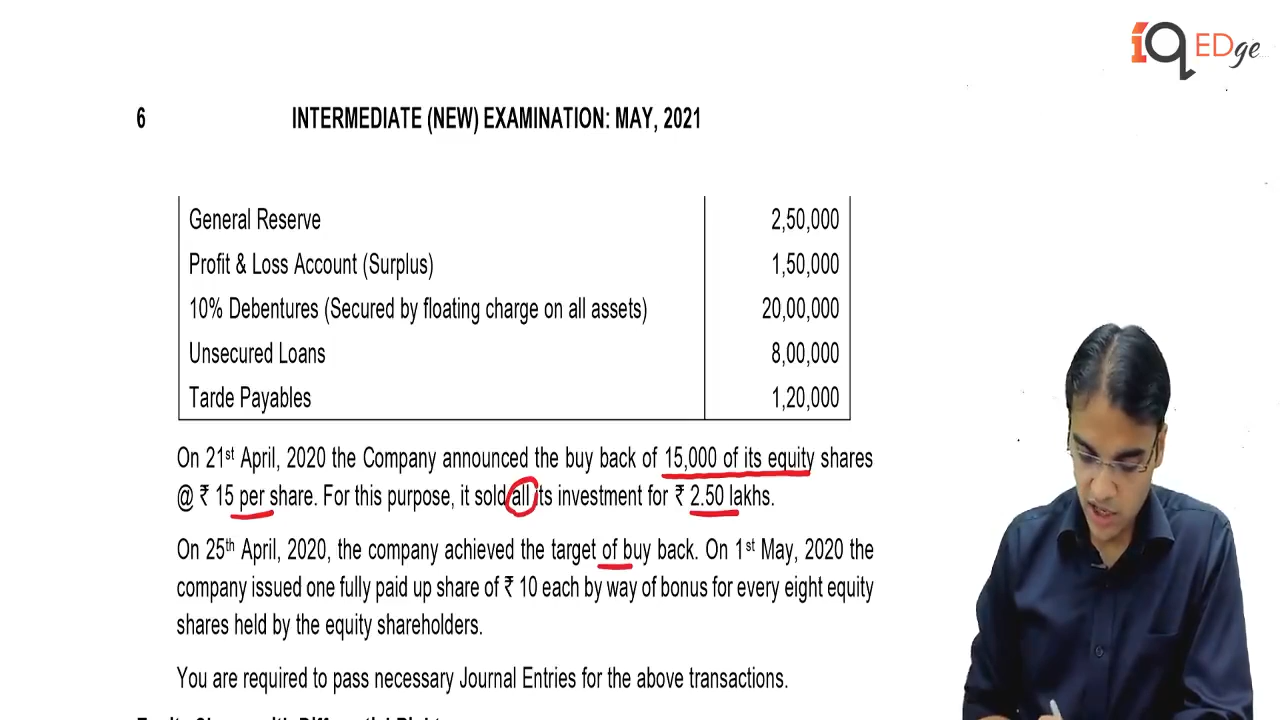 iQ EDge
6 INTERMEDIATE (NEW) EXAMINATION: MAY, 2021
General Reserve 2,50,000
Profit & Loss Account (Surplus) 1,50,000
10% Debentures (Secured by floating charge on all assets) 20,00,000
Unsecured Loans 8,00,000
Tarde Payables 1,20,000
On 21st April, 2020 the Company announced the buy back of 15,000 of its equity shares
@ ₹ 15 per share. For this purpose, it sold all its investment for ₹ 2.50 lakhs.
On 25th April, 2020, the company achieved the target of buy back. On 1st May, 2020 the
company issued one fully paid up share of ₹ 10 each by way of bonus for every eight equity
shares held by the equity shareholders.
You are required to pass necessary Journal Entries for the above transactions.